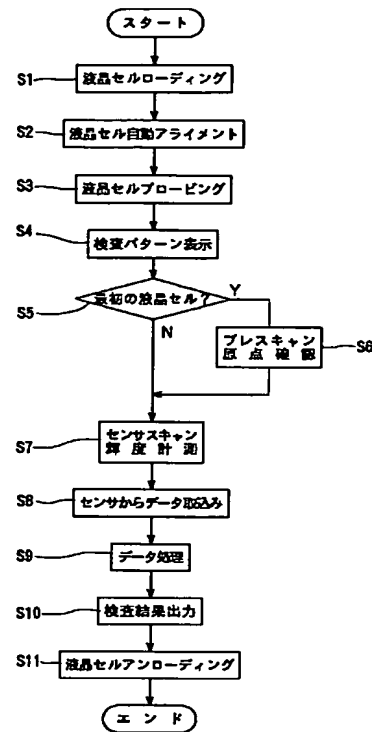 スタート
S1
液晶セルローディング
S2
液晶セル自動アライメント
S3
液晶セルプロービング
S4
検査パターン表示
S5
最初の液晶セル?
Y
N
プレスキャン
原点確認
S6
S7
センサスキャン
輝度計測
S8
センサからデータ取込み
S9
データ処理
S10
検査結果出力
S11
液晶セルアンローディング
エンド